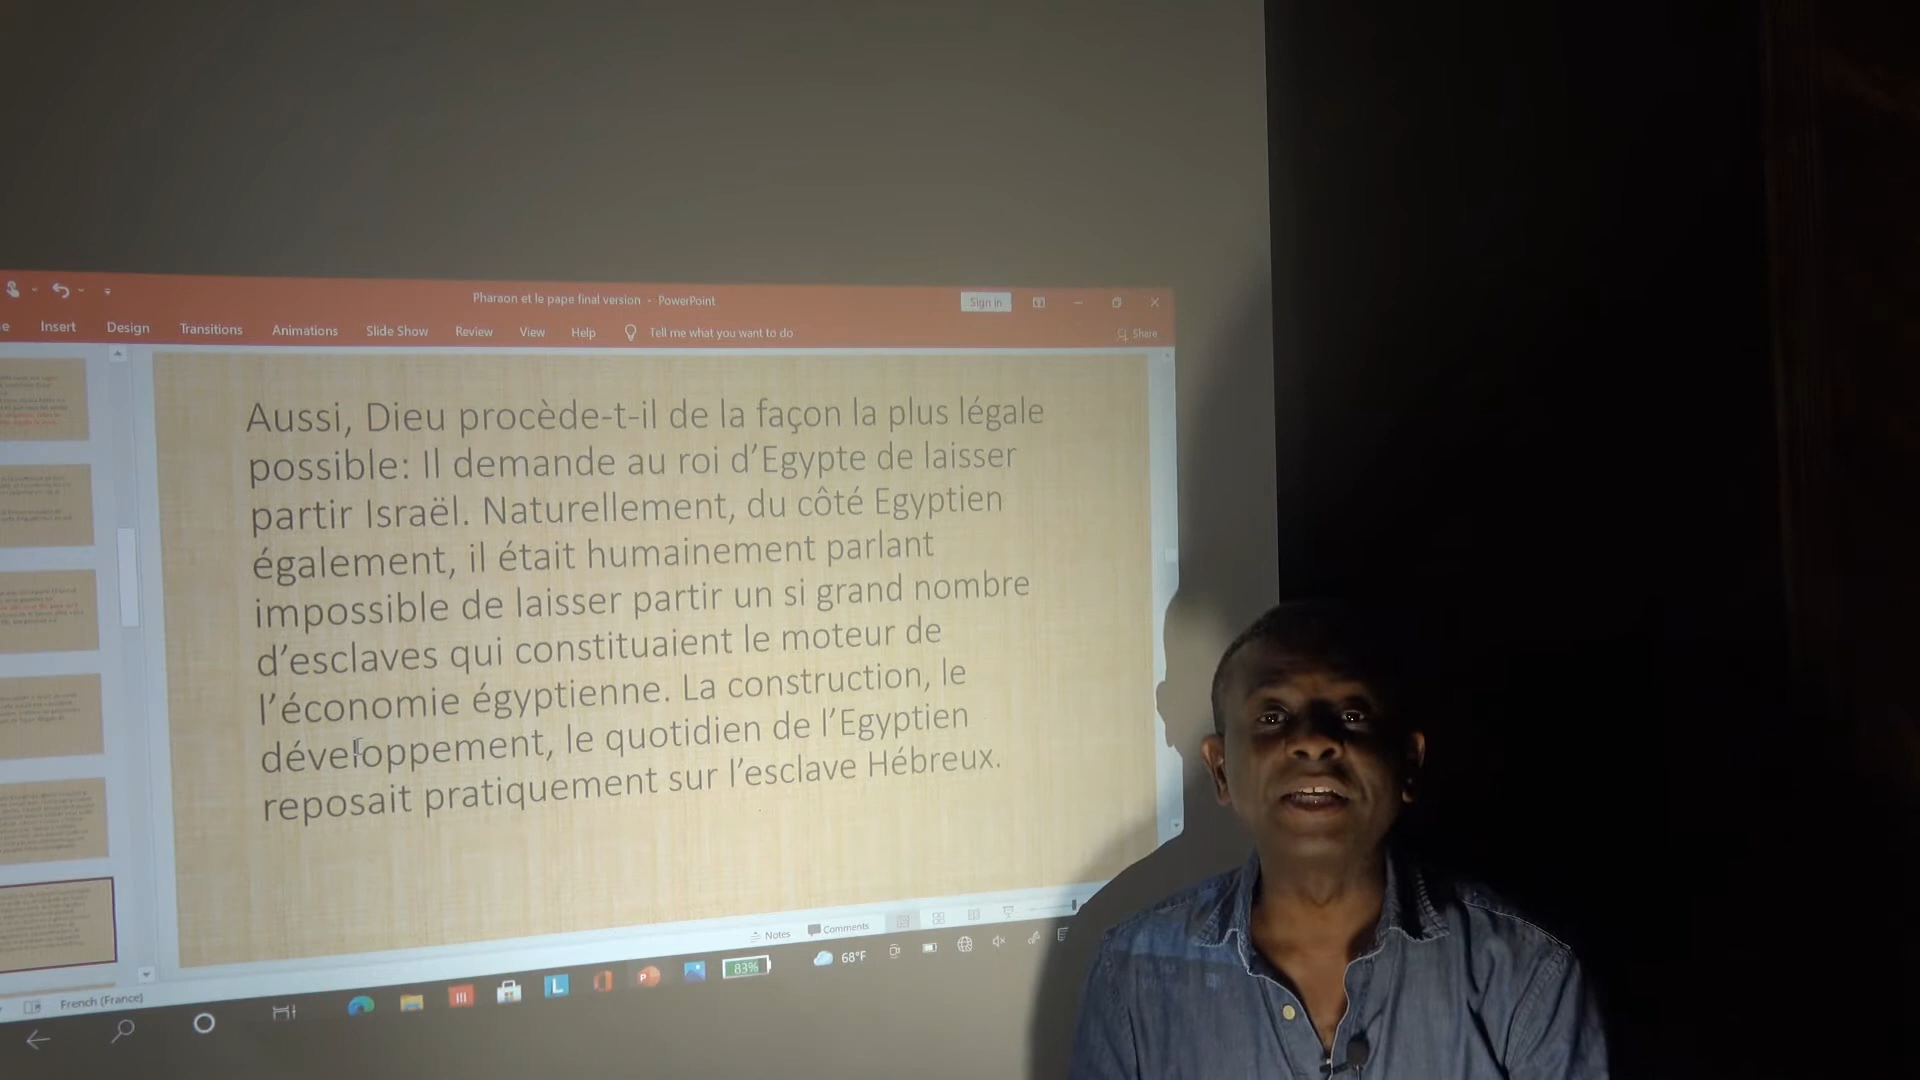 Pharaon et le pape final version - PowerPoint
Sign in
Insert Design Transitions Animations Slide Show Review View Help Tell me what you want to do Share
Aussi, Dieu procède-t-il de la façon la plus légale
possible: Il demande au roi d’Egypte de laisser
partir Israël. Naturellement, du côté Egyptien
également, il était humainement parlant
impossible de laisser partir un si grand nombre
d’esclaves qui constituaient le moteur de
l’économie égyptienne. La construction, le
développement, le quotidien de l’Egyptien
reposait pratiquement sur l’esclave Hébreux.
Notes Comments
French (France)
83% 68°F